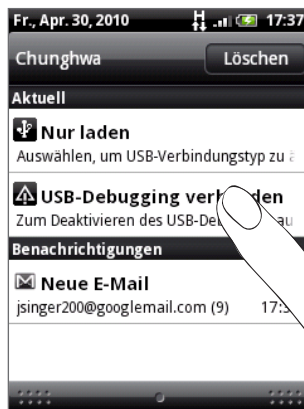 Fr., Apr. 30, 2010 H 17:37
Chunghwa Löschen
Aktuell
Nur laden
Auswählen, um USB-Verbindungstyp zu
USB-Debugging verbinden
Zum Deaktivieren des USB-De
Benachrichtigungen
Neue E-Mail
jsinger200@googlemail.com (9)